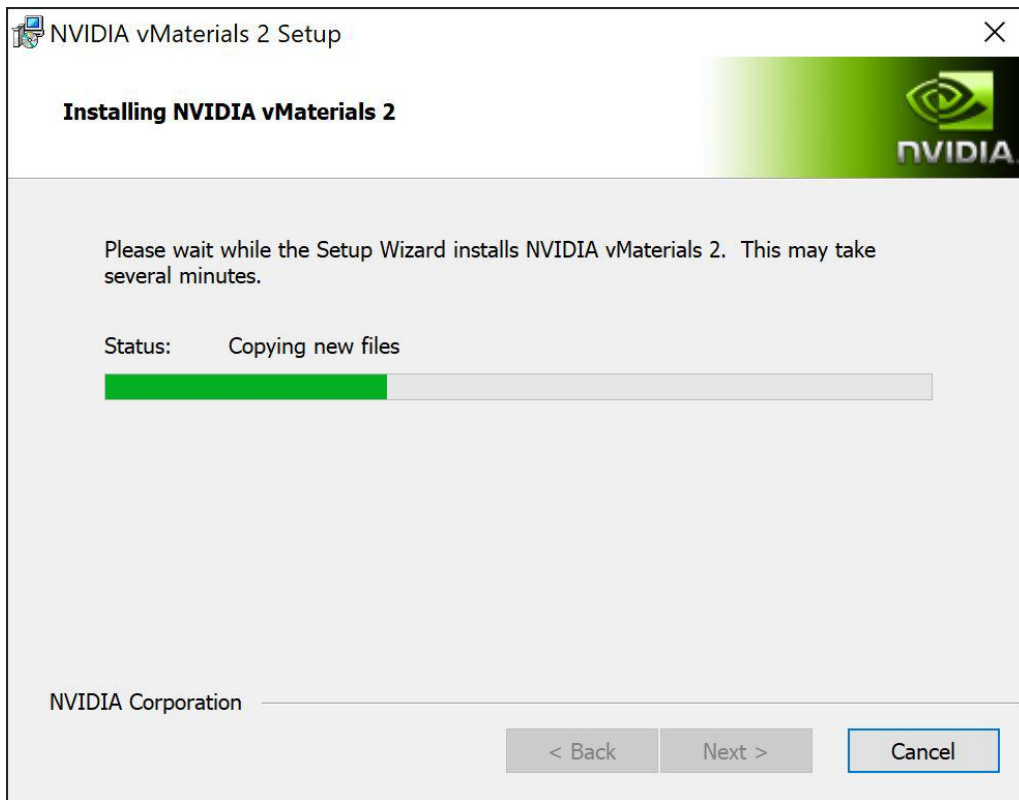 NVIDIA vMaterials 2 Setup
Installing NVIDIA vMaterials 2
NVIDIA
Please wait while the Setup Wizard installs NVIDIA vMaterials 2.  This may take
several minutes.
Status: Copying new files
NVIDIA Corporation
< Back Next > Cancel